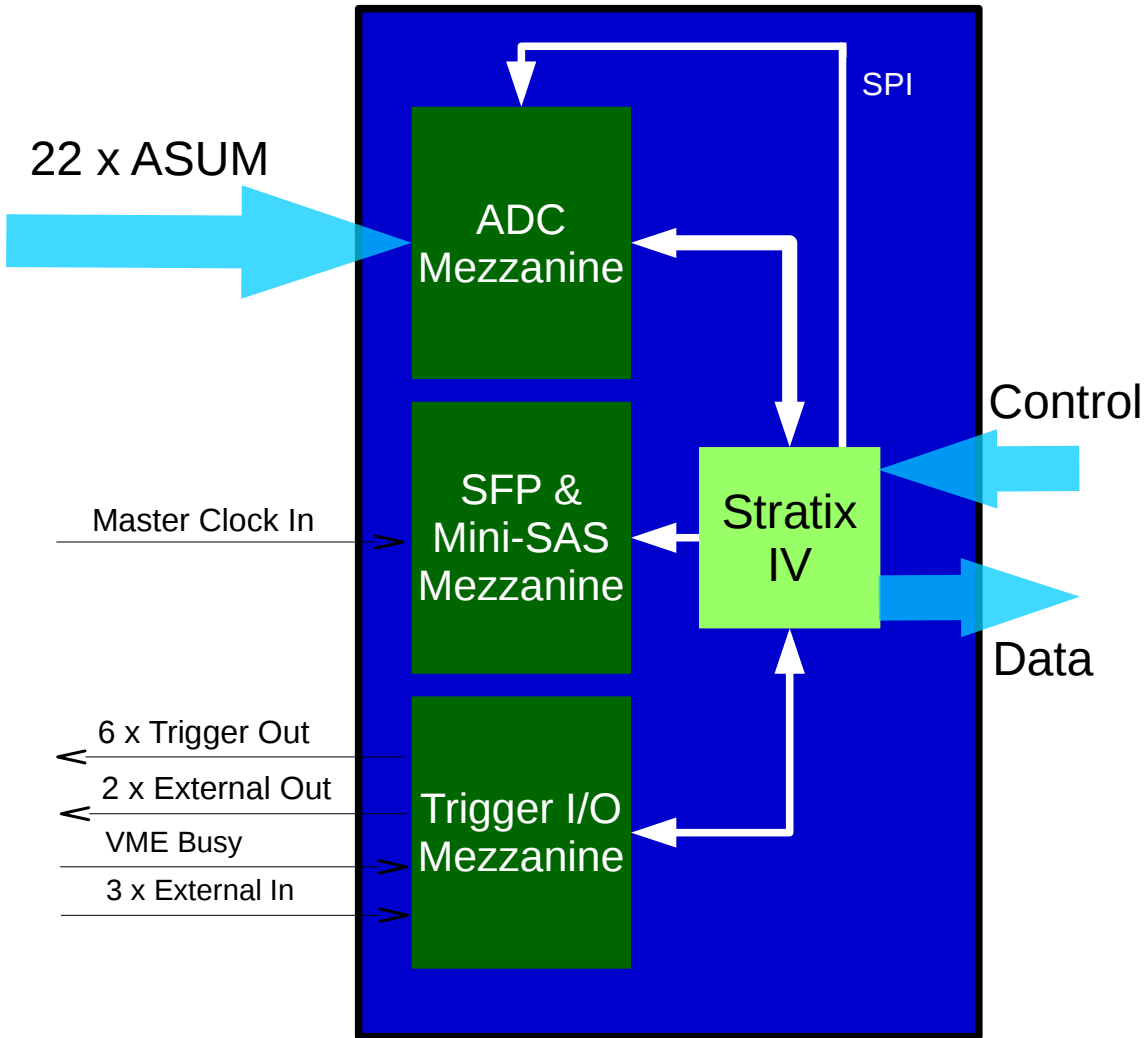 SPI
22 x ASUM
ADC
Mezzanine
Control
SFP &
Mini-SAS
Mezzanine
Stratix
IV
Master Clock In
Data
6 x Trigger Out
2 x External Out
VME Busy
3 x External In
Trigger I/O
Mezzanine